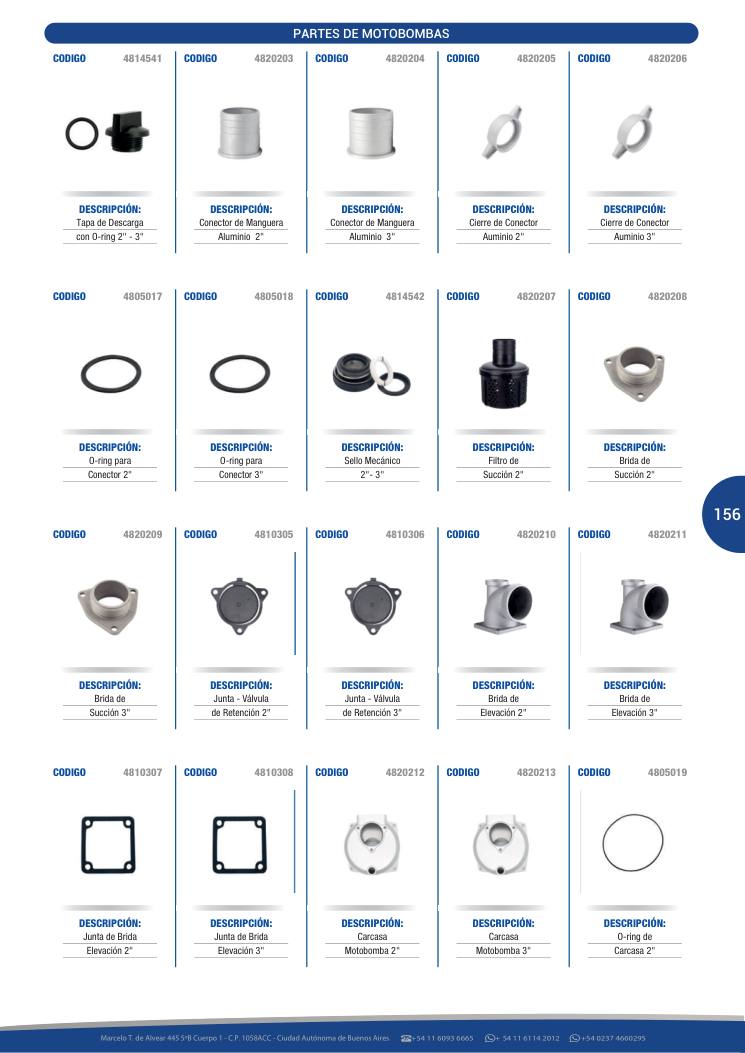 PARTES DE MOTOBOMBAS
CODIGO 4814541
DESCRIPCIÓN:
Tapa de Descarga
con O-ring 2" - 3"
CODIGO 4820203
DESCRIPCIÓN:
Conector de Manguera
Aluminio 2"
CODIGO 4820204
DESCRIPCIÓN:
Conector de Manguera
Aluminio 3"
CODIGO 4820205
DESCRIPCIÓN:
Cierre de Conector
Auminio 2"
CODIGO 4820206
DESCRIPCIÓN:
Cierre de Conector
Auminio 3"
CODIGO 4805017
DESCRIPCIÓN:
O-ring para
Conector 2"
CODIGO 4805018
DESCRIPCIÓN:
O-ring para
Conector 3"
CODIGO 4814542
DESCRIPCIÓN:
Sello Mecánico
2"- 3"
CODIGO 4820207
DESCRIPCIÓN:
Filtro de
Succión 2"
CODIGO 4820208
DESCRIPCIÓN:
Brida de
Succión 2"
156
CODIGO 4820209
DESCRIPCIÓN:
Brida de
Succión 3"
CODIGO 4810305
DESCRIPCIÓN:
Junta - Válvula
de Retención 2"
CODIGO 4810306
DESCRIPCIÓN:
Junta - Válvula
de Retención 3"
CODIGO 4820210
DESCRIPCIÓN:
Brida de
Elevación 2"
CODIGO 4820211
DESCRIPCIÓN:
Brida de
Elevación 3"
CODIGO 4810307
DESCRIPCIÓN:
Junta de Brida
Elevación 2"
CODIGO 4810308
DESCRIPCIÓN:
Junta de Brida
Elevación 3"
CODIGO 4820212
DESCRIPCIÓN:
Carcasa
Motobomba 2"
CODIGO 4820213
DESCRIPCIÓN:
Carcasa
Motobomba 3"
CODIGO 4805019
DESCRIPCIÓN:
O-ring de
Carcasa 2"
Marcelo T. de Alvear 445 5ºB Cuerpo 1 - C.P. 1058ACC - Ciudad Autónoma de Buenos Aires. +54 11 6093 6665 + 54 11 6114 2012 +54 0237 4660295